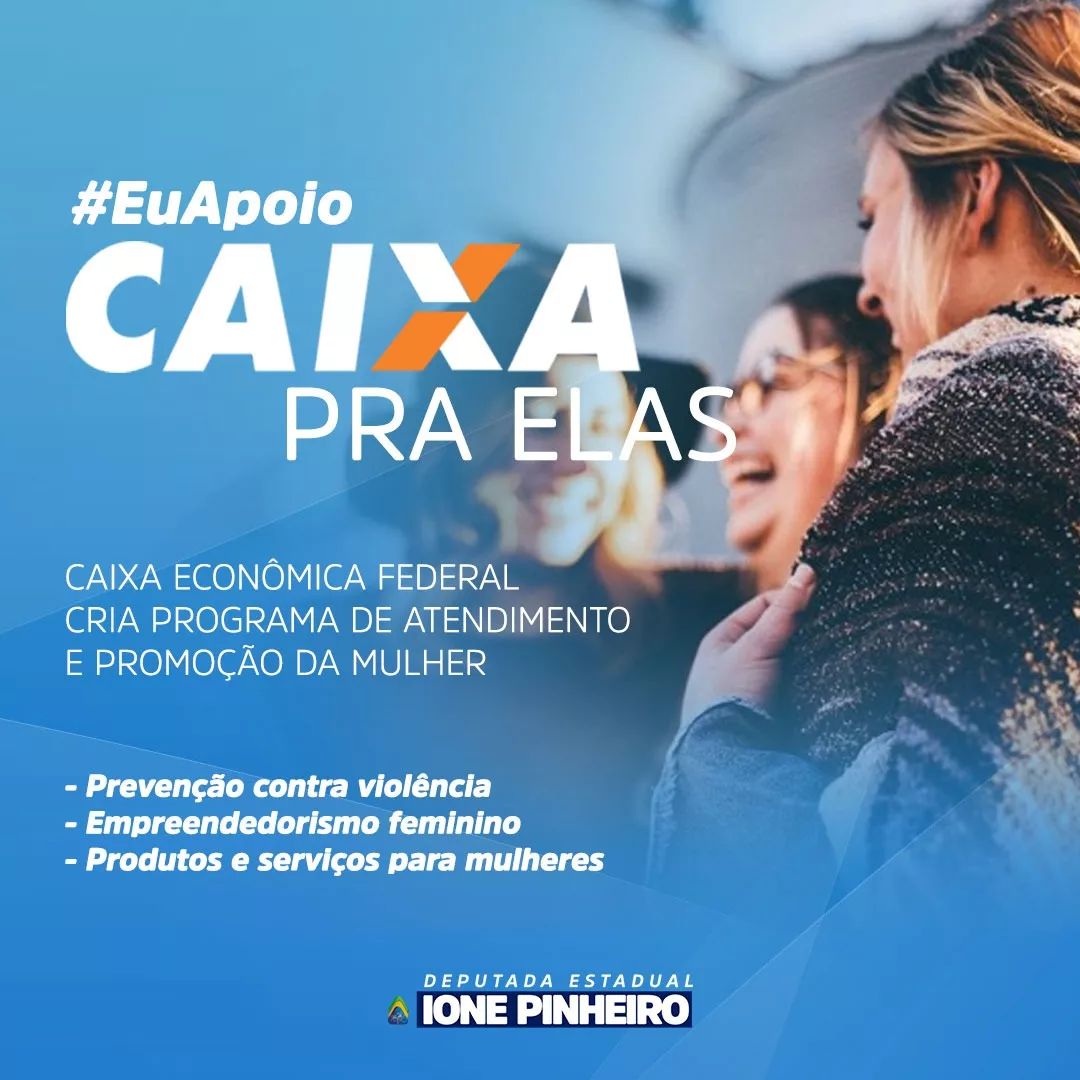 #EuApoio
CAIXA
PRA ELAS
CAIXA ECONÔMICA FEDERAL
CRIA PROGRAMA DE ATENDIMENTO
E PROMOÇÃO DA MULHER
- Prevenção contra violência
- Empreendedorismo feminino
- Produtos e serviços para mulheres
DEPUTADA ESTADUAL
IONE PINHEIRO